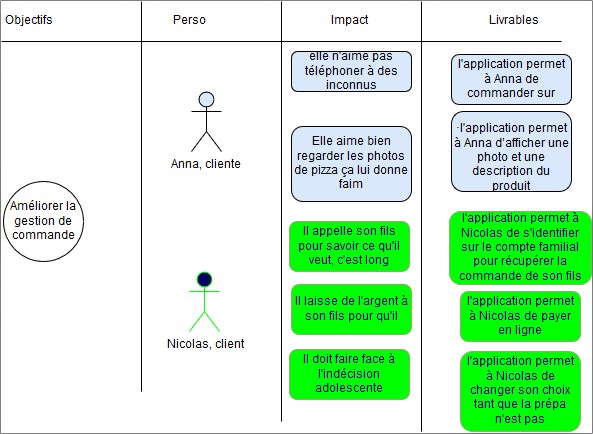 Objectifs
Perso
Impact
Livrables
Améliorer la
gestion de
commande
Anna, cliente
elle n'aime pas
téléphoner à des
inconnus
l'application permet
à Anna de
commander sur
Elle aime bien
regarder les photos
de pizza ça lui donne
faim
·l'application permet
à Anna d'afficher une
photo et une
description du
produit
Nicolas, client
Il appelle son fils
pour savoir ce qu'il
veut, c'est long
l'application permet à
Nicolas de s'identifier
sur le compte familial
pour récupérer la
commande de son fils
Il laisse de l'argent à
son fils pour qu'il
l'application permet
à Nicolas de payer
en ligne
Il doit faire face à
l'indécision
adolescente
l'application permet
à Nicolas de
changer son choix
tant que la prépa
n'est pas